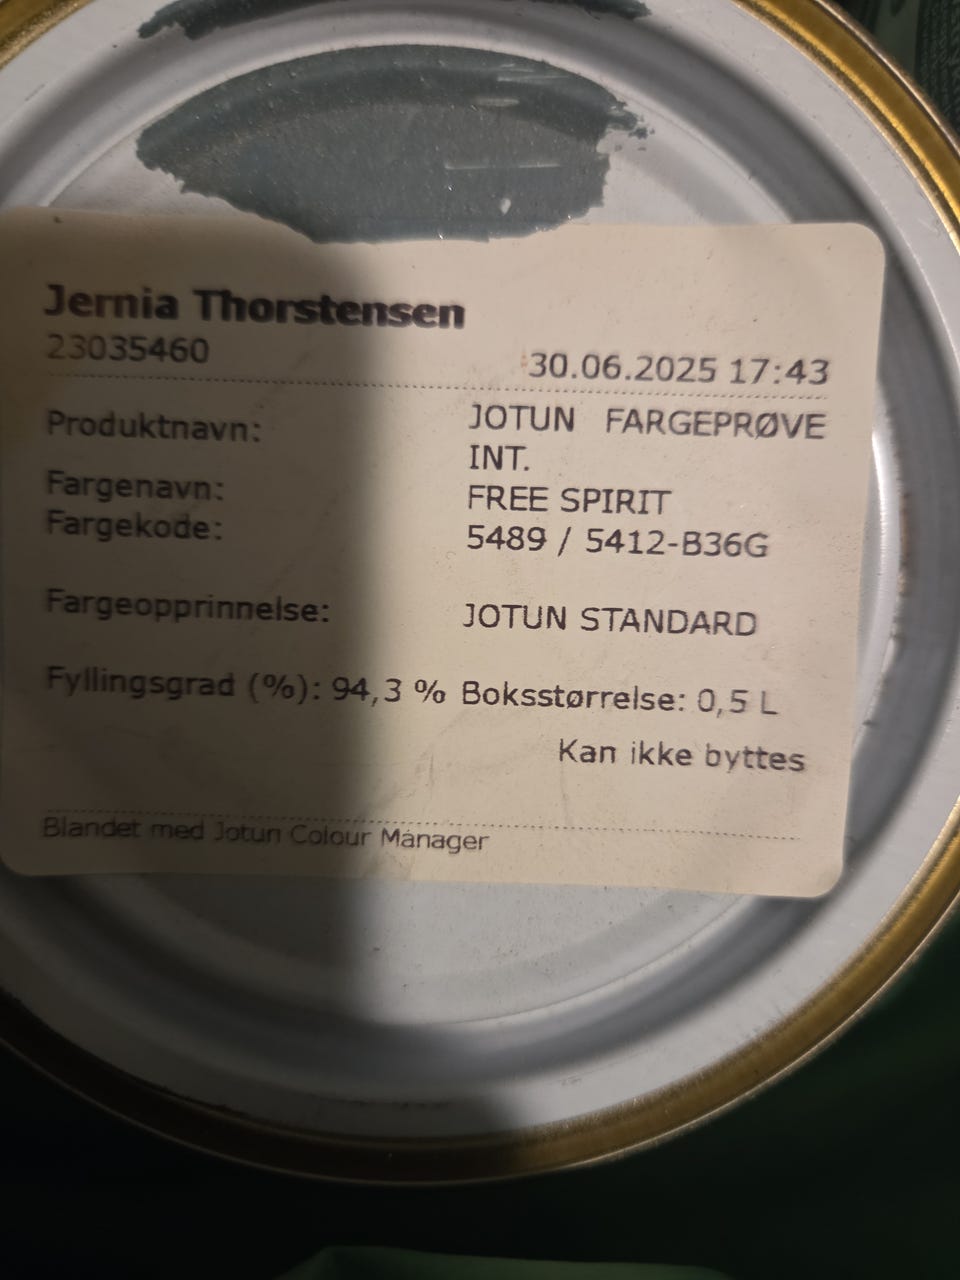 Jernia Thorstensen
23035460 30.06.2025 17:43
Produktnavn: JOTUN FARGEPRØVE
INT.
Fargenavn: FREE SPIRIT
Fargekode: 5489 / 5412-B36G
Fargeopprinnelse: JOTUN STANDARD
Fyllingsgrad (%): 94,3 % Boksstørrelse: 0,5 L
Kan ikke byttes
Blandet med Jotun Colour Manager